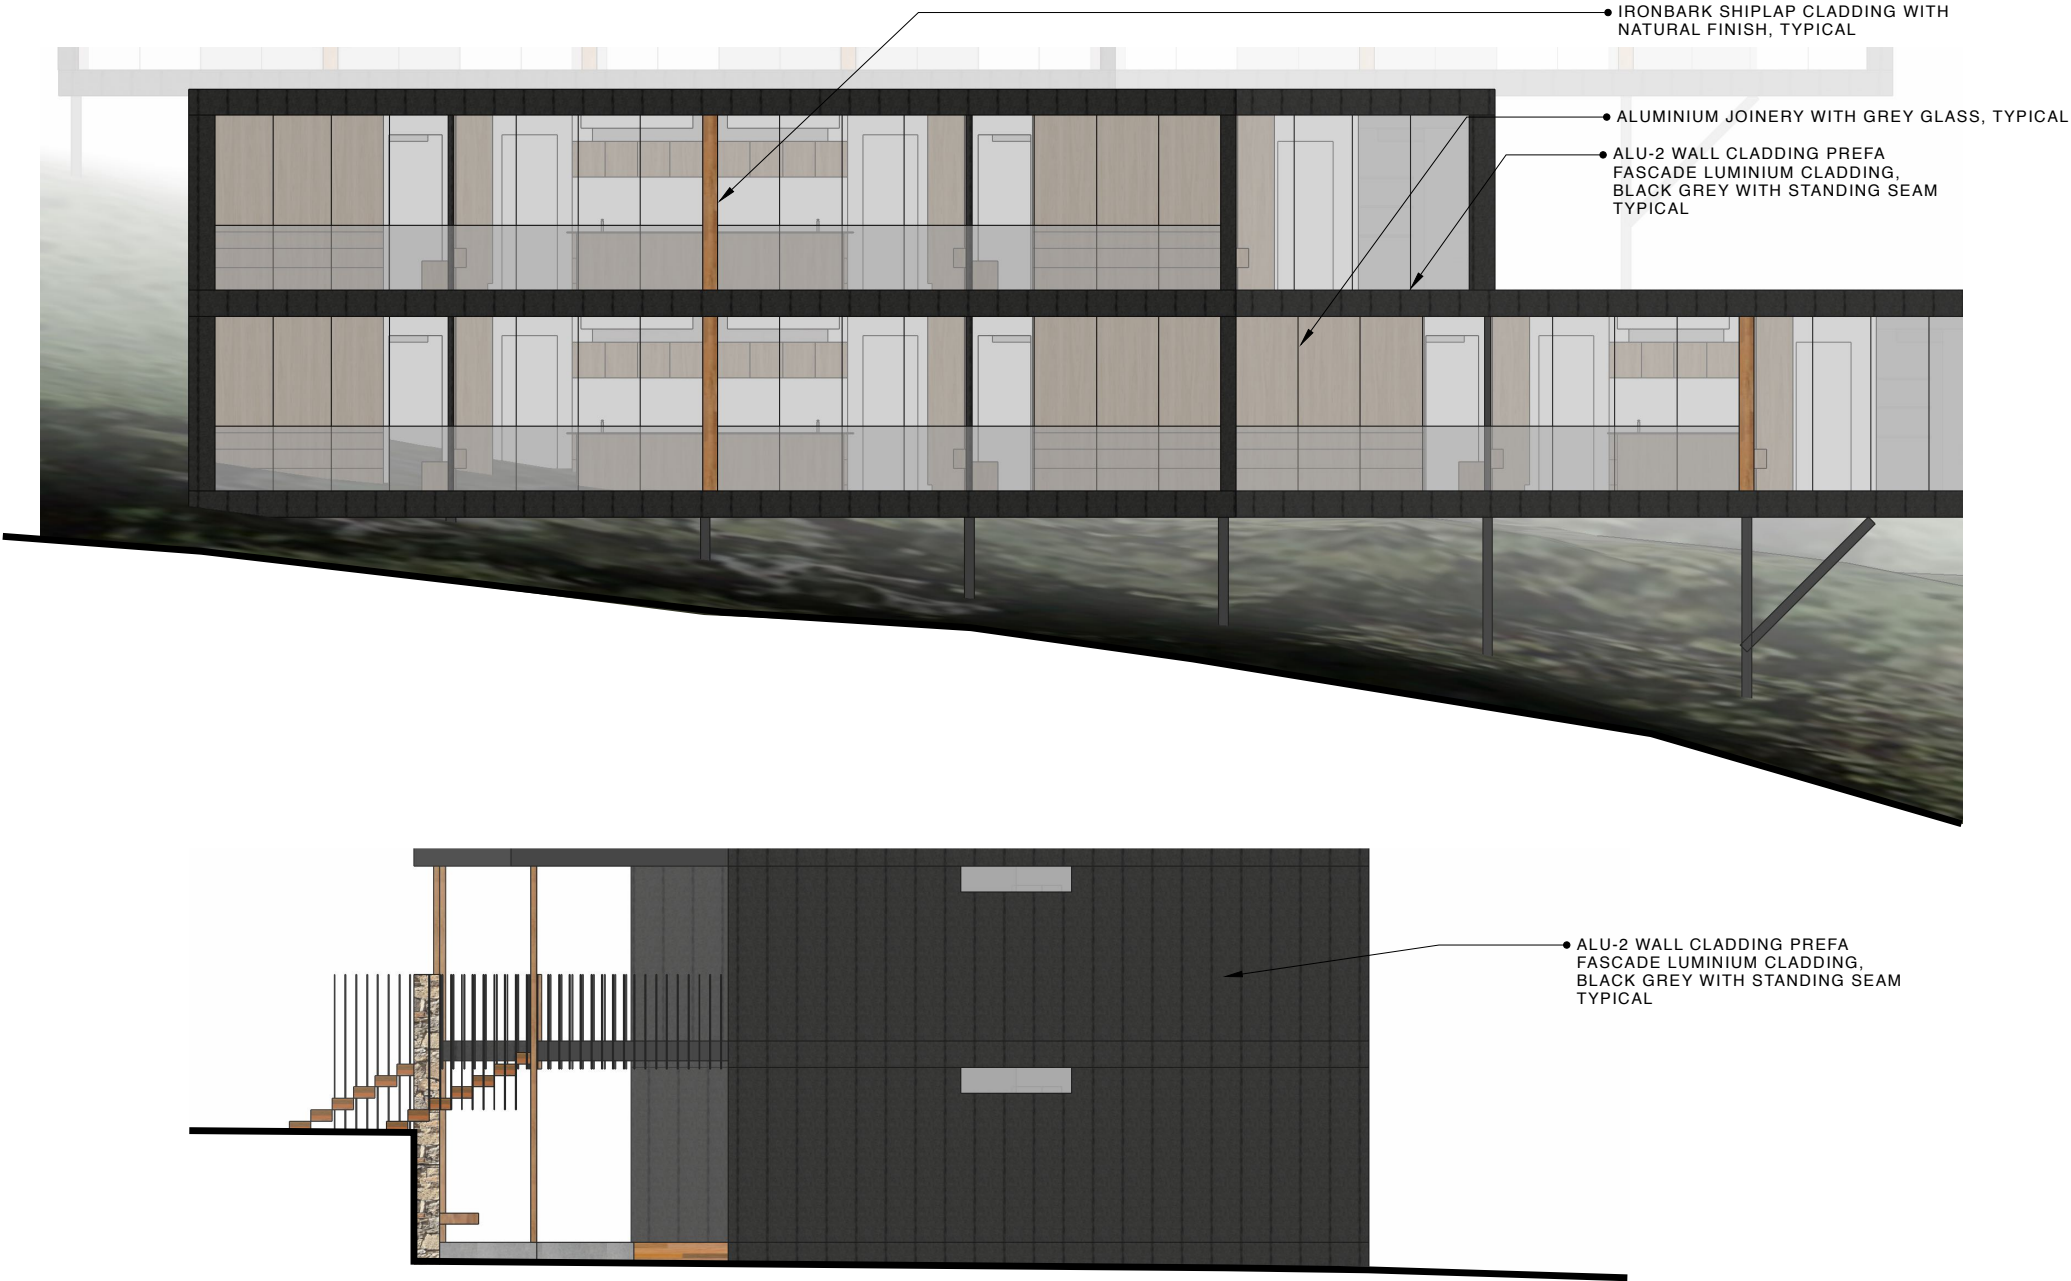 IRONBARK SHIPLAP CLADDING WITH
NATURAL FINISH, TYPICAL
ALUMINIUM JOINERY WITH GREY GLASS, TYPICAL
ALU-2 WALL CLADDING PREFA
FASCADE LUMINIUM CLADDING,
BLACK GREY WITH STANDING SEAM
TYPICAL
ALU-2 WALL CLADDING PREFA
FASCADE LUMINIUM CLADDING,
BLACK GREY WITH STANDING SEAM
TYPICAL